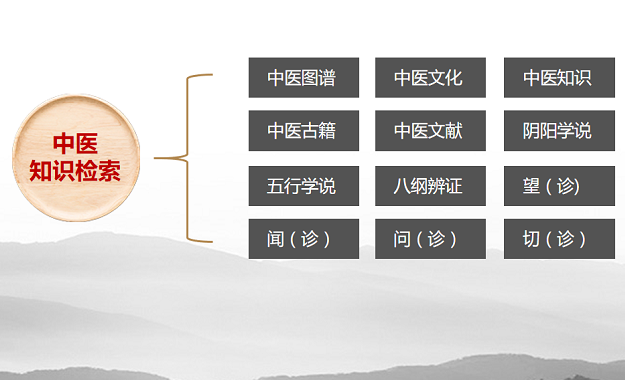 中医
知识检索
中医图谱
中医文化
中医知识
中医古籍
中医文献
阴阳学说
五行学说
八纲辨证
望（诊)
闻（诊）
问（诊）
切（诊）